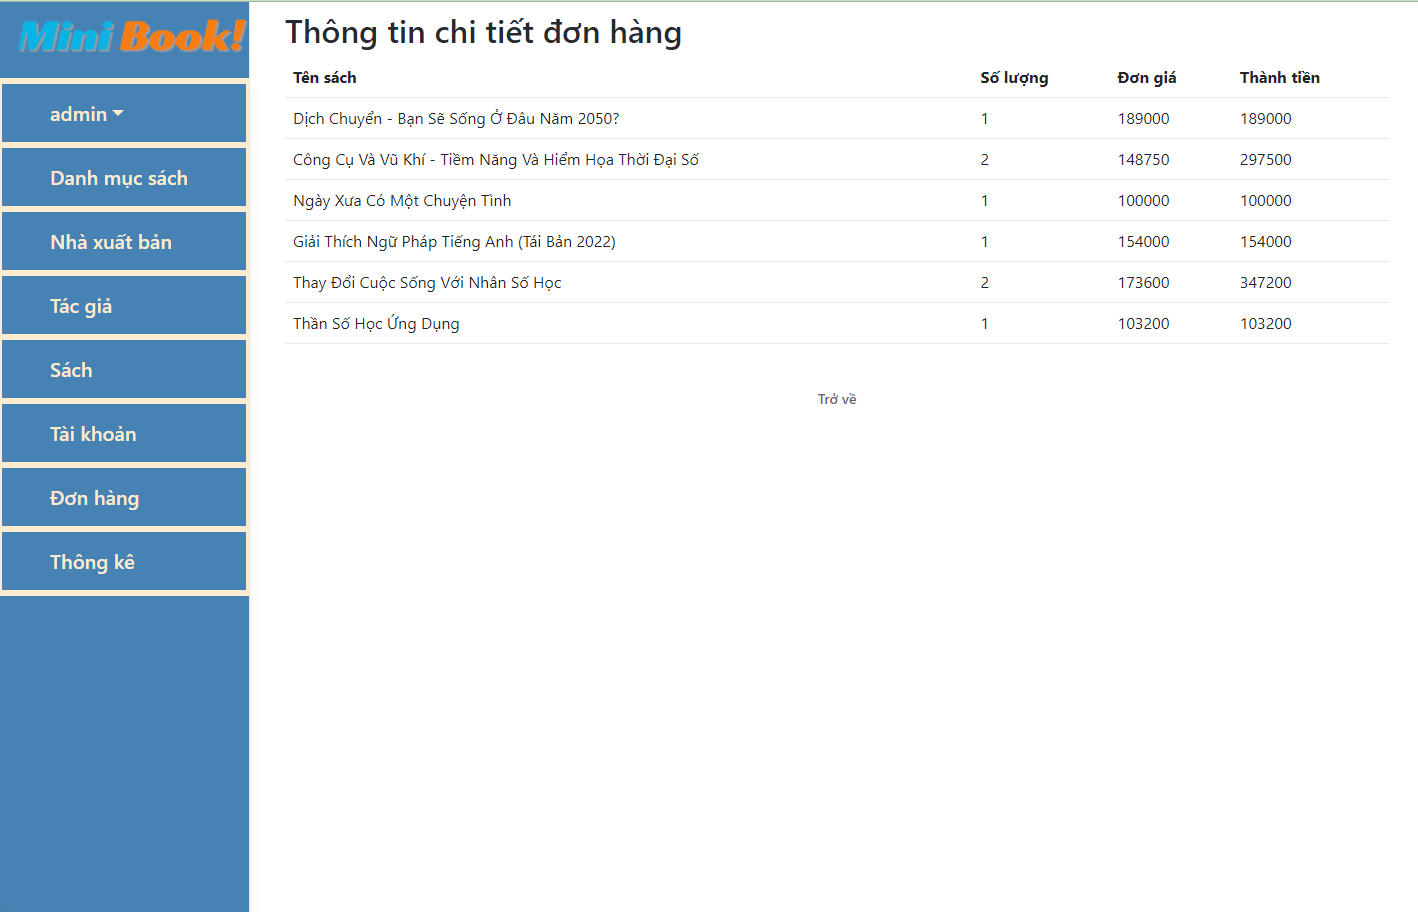 Mini Book!
admin
Danh mục sách
Nhà xuất bản
Tác giả
Sách
Tài khoản
Đơn hàng
Thông kê
Thông tin chi tiết đơn hàng
Tên sách Số lượng Đơn giá Thành tiền
Dịch Chuyển - Bạn Sẽ Sống Ở Đâu Năm 2050? 1 189000 189000
Công Cụ Và Vũ Khí - Tiềm Năng Và Hiểm Họa Thời Đại Số 2 148750 297500
Ngày Xưa Có Một Chuyện Tình 1 100000 100000
Giải Thích Ngữ Pháp Tiếng Anh (Tái Bản 2022) 1 154000 154000
Thay Đổi Cuộc Sống Với Nhân Số Học 2 173600 347200
Thần Số Học Ứng Dụng 1 103200 103200
Trở về